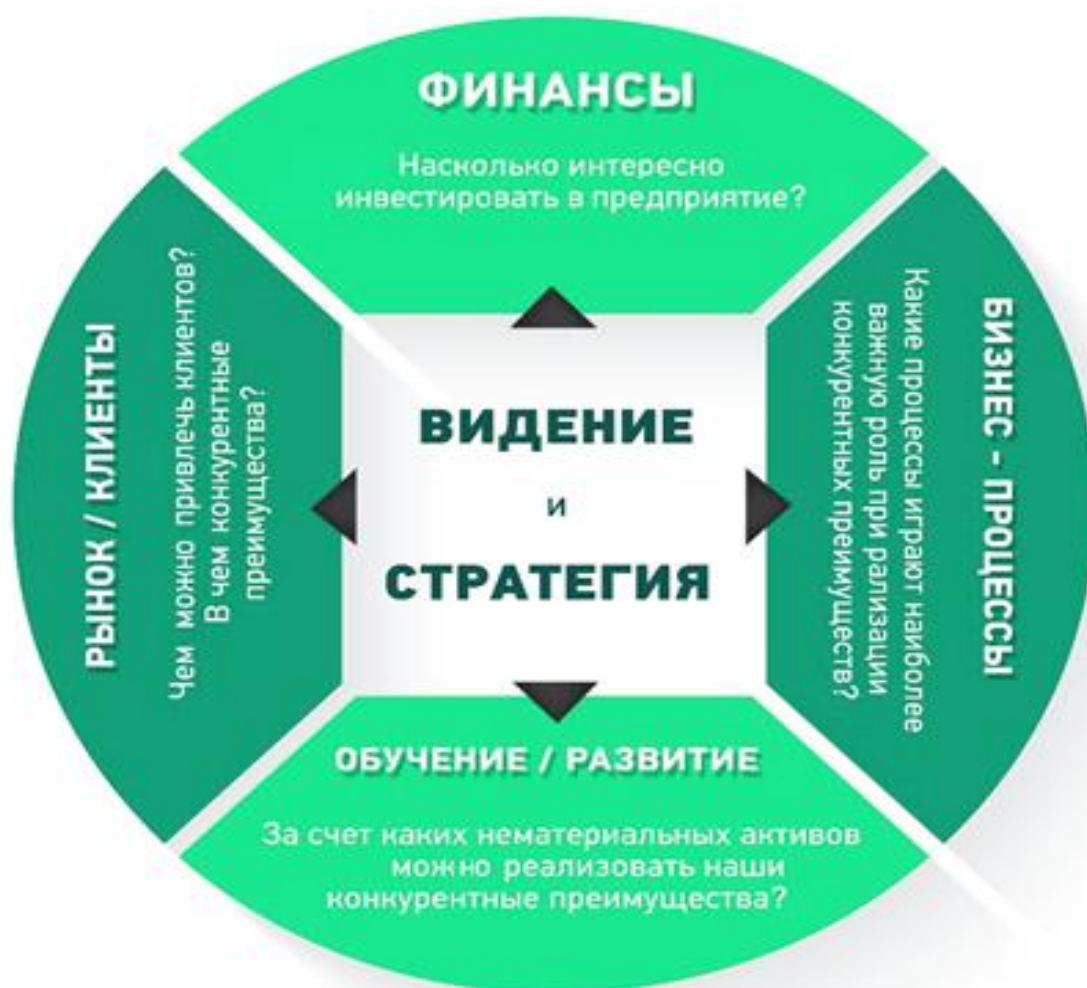 ФИНАНСЫ
Насколько интересно
инвестировать в предприятие?
РЫНОК / КЛИЕНТЫ
Чем можно привлечь клиентов?
В чем конкурентные
преимущества?
ВИДЕНИЕ
и
СТРАТЕГИЯ
БИЗНЕС - ПРОЦЕССЫ
Какие процессы играют наиболее
важную роль при рализации
конкурентных преимуществ?
ОБУЧЕНИЕ / РАЗВИТИЕ
За счет каких нематериальных активов
можно реализовать наши
конкурентные преимущества?